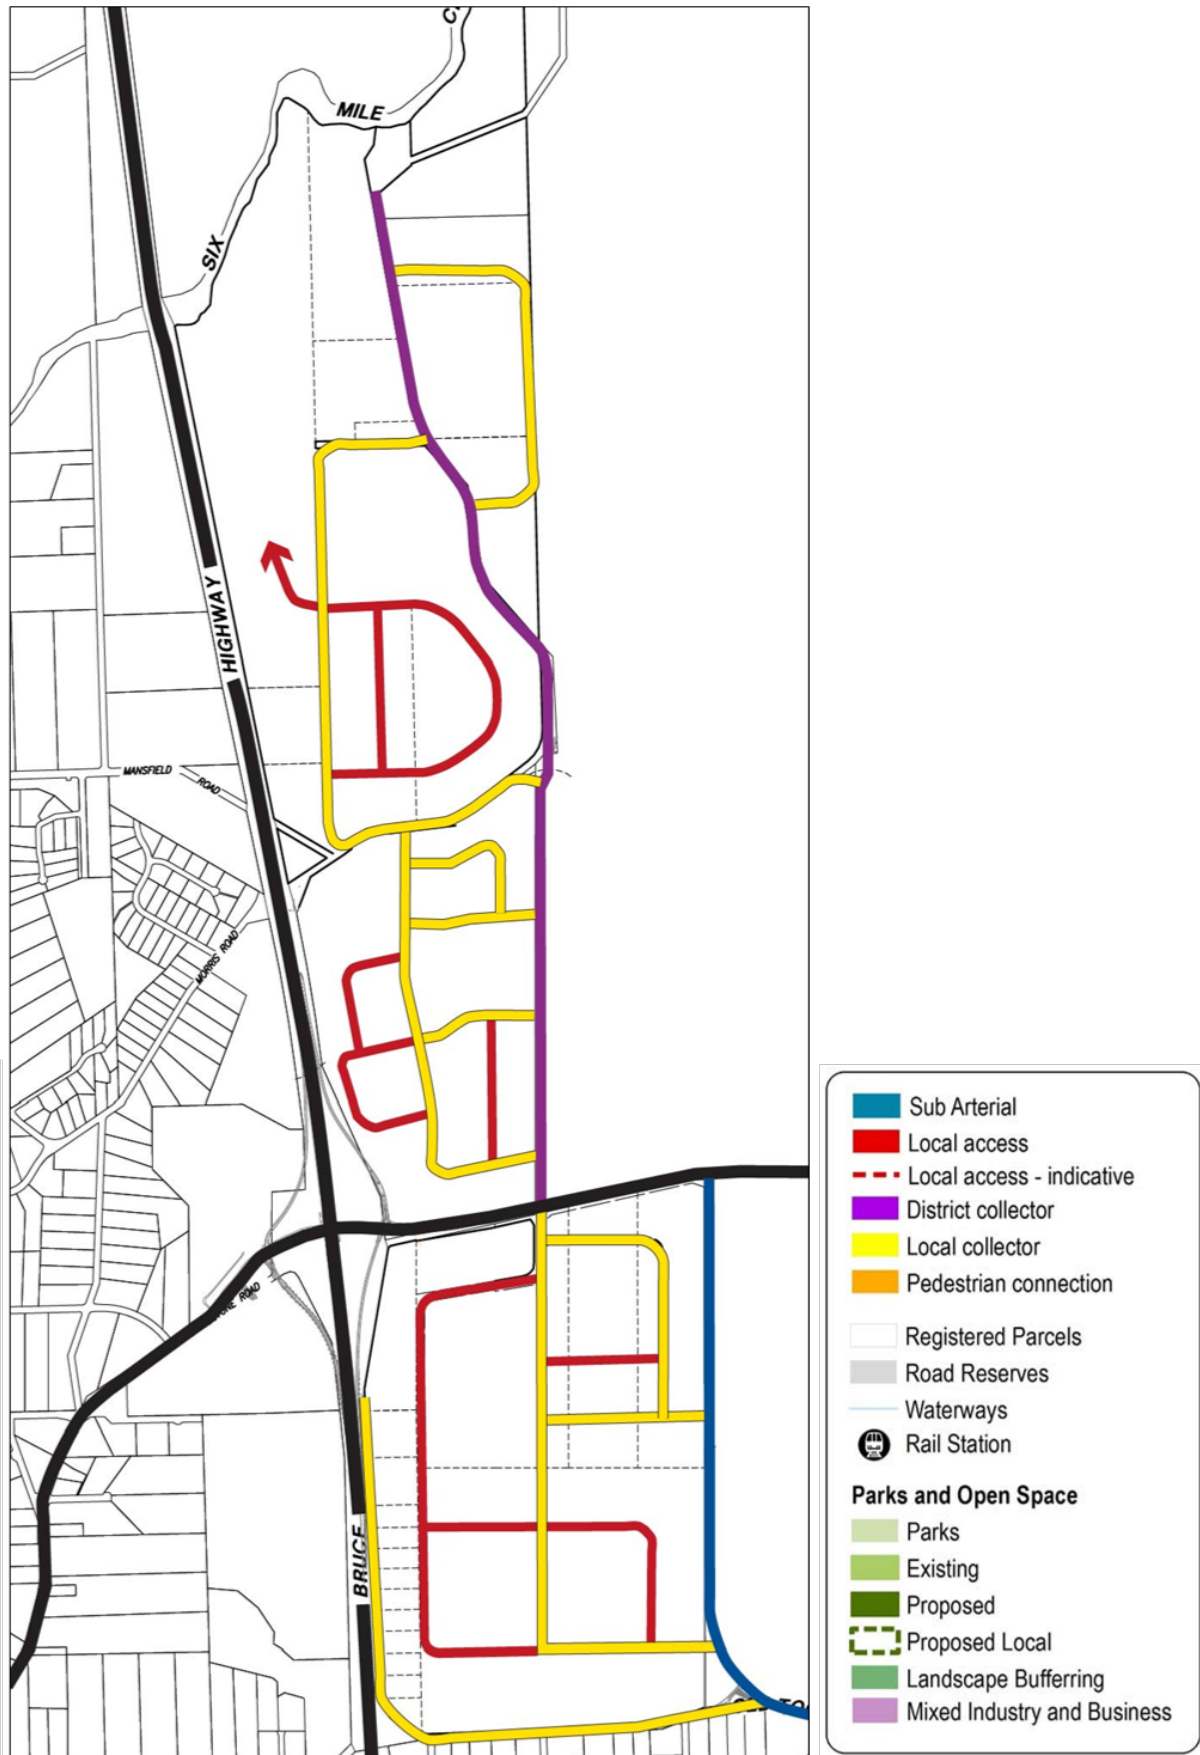 MILE
SIX
HIGHWAY
MANSFIELD ROAD
MORRIS ROAD
ROAD
BRUCE
Sub Arterial
Local access
Local access - indicative
District collector
Local collector
Pedestrian connection
Registered Parcels
Road Reserves
Waterways
Rail Station
Parks and Open Space
Parks
Existing
Proposed
Proposed Local
Landscape Bufferring
Mixed Industry and Business